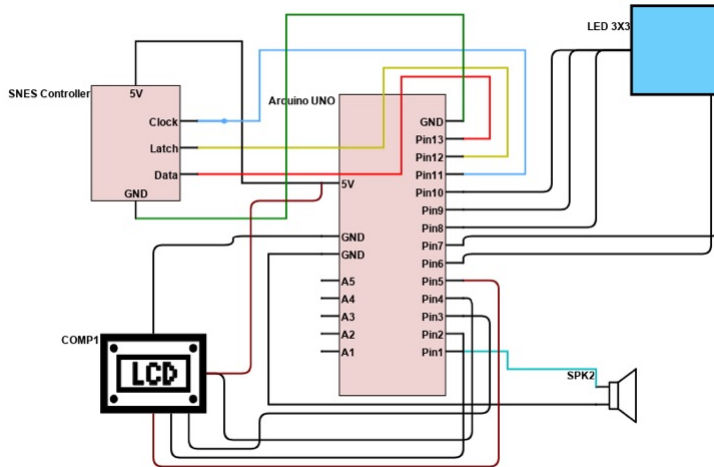 LED 3X3
SNES Controller
5V
Clock
Latch
Data
GND
Arduino UNO
5V
GND
GND
A5
A4
A3
A2
A1
GND
Pin13
Pin12
Pin11
Pin10
Pin9
Pin8
Pin7
Pin6
Pin5
Pin4
Pin3
Pin2
Pin1
COMP1
LCD
SPK2